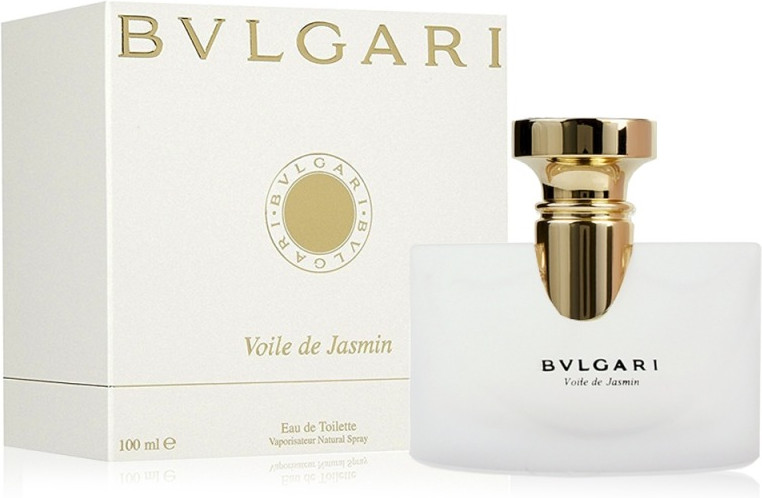 BVLGARI
BVLGARI · BVLGARI ·
Voile de Jasmin
Eau de Toilette
100 ml e Vaporisateur Natural Spray
BVLGARI
Voile de Jasmin